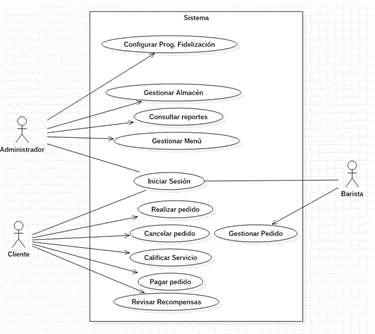 Sistema
Configurar Prog. Fidelización
Gestionar Almacén
Consultar reportes
Gestionar Menú
Administrador
Iniciar Sesión
Barista
Realizar pedido
Cancelar pedido
Gestionar Pedido
Cliente
Calificar Servicio
Pagar pedido
Revisar Recompensas